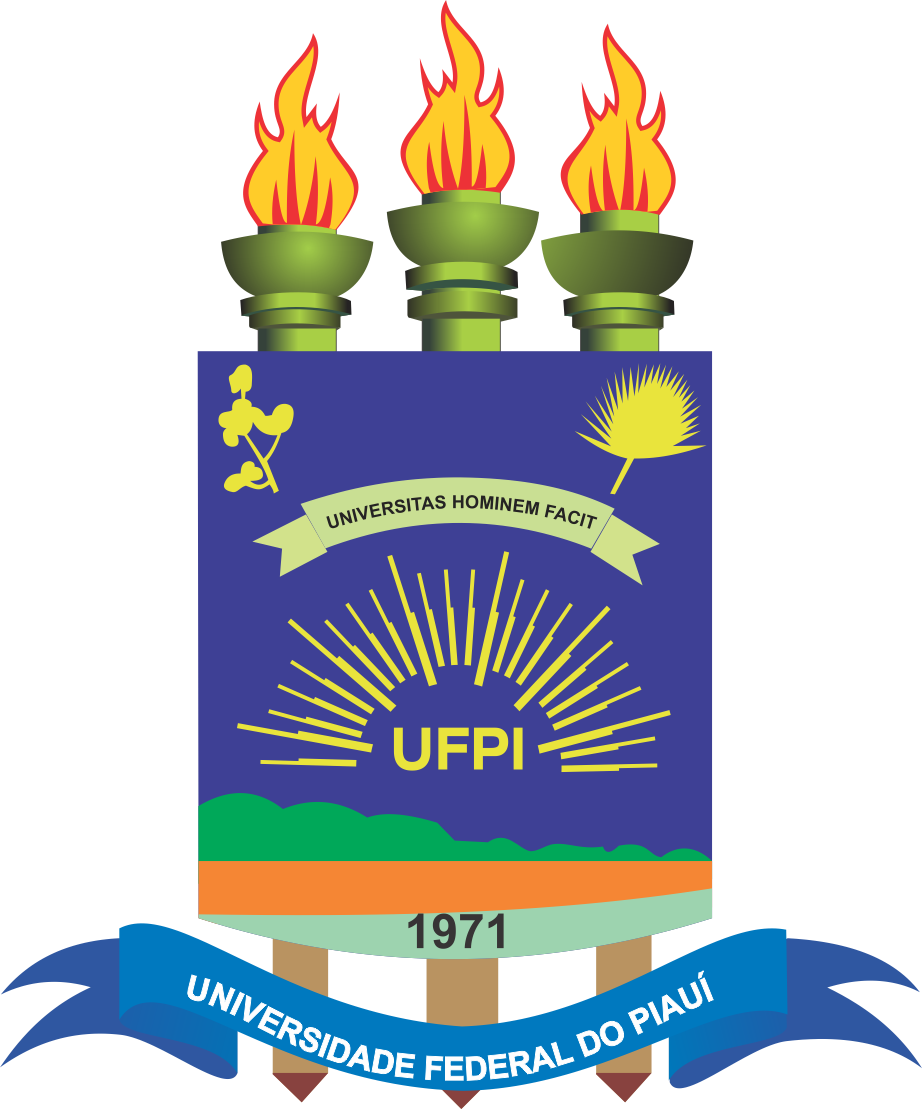 UNIVERSITAS HOMINEM FACIT
UFPI
1971
UNIVERSIDADE FEDERAL DO PIAUÍ